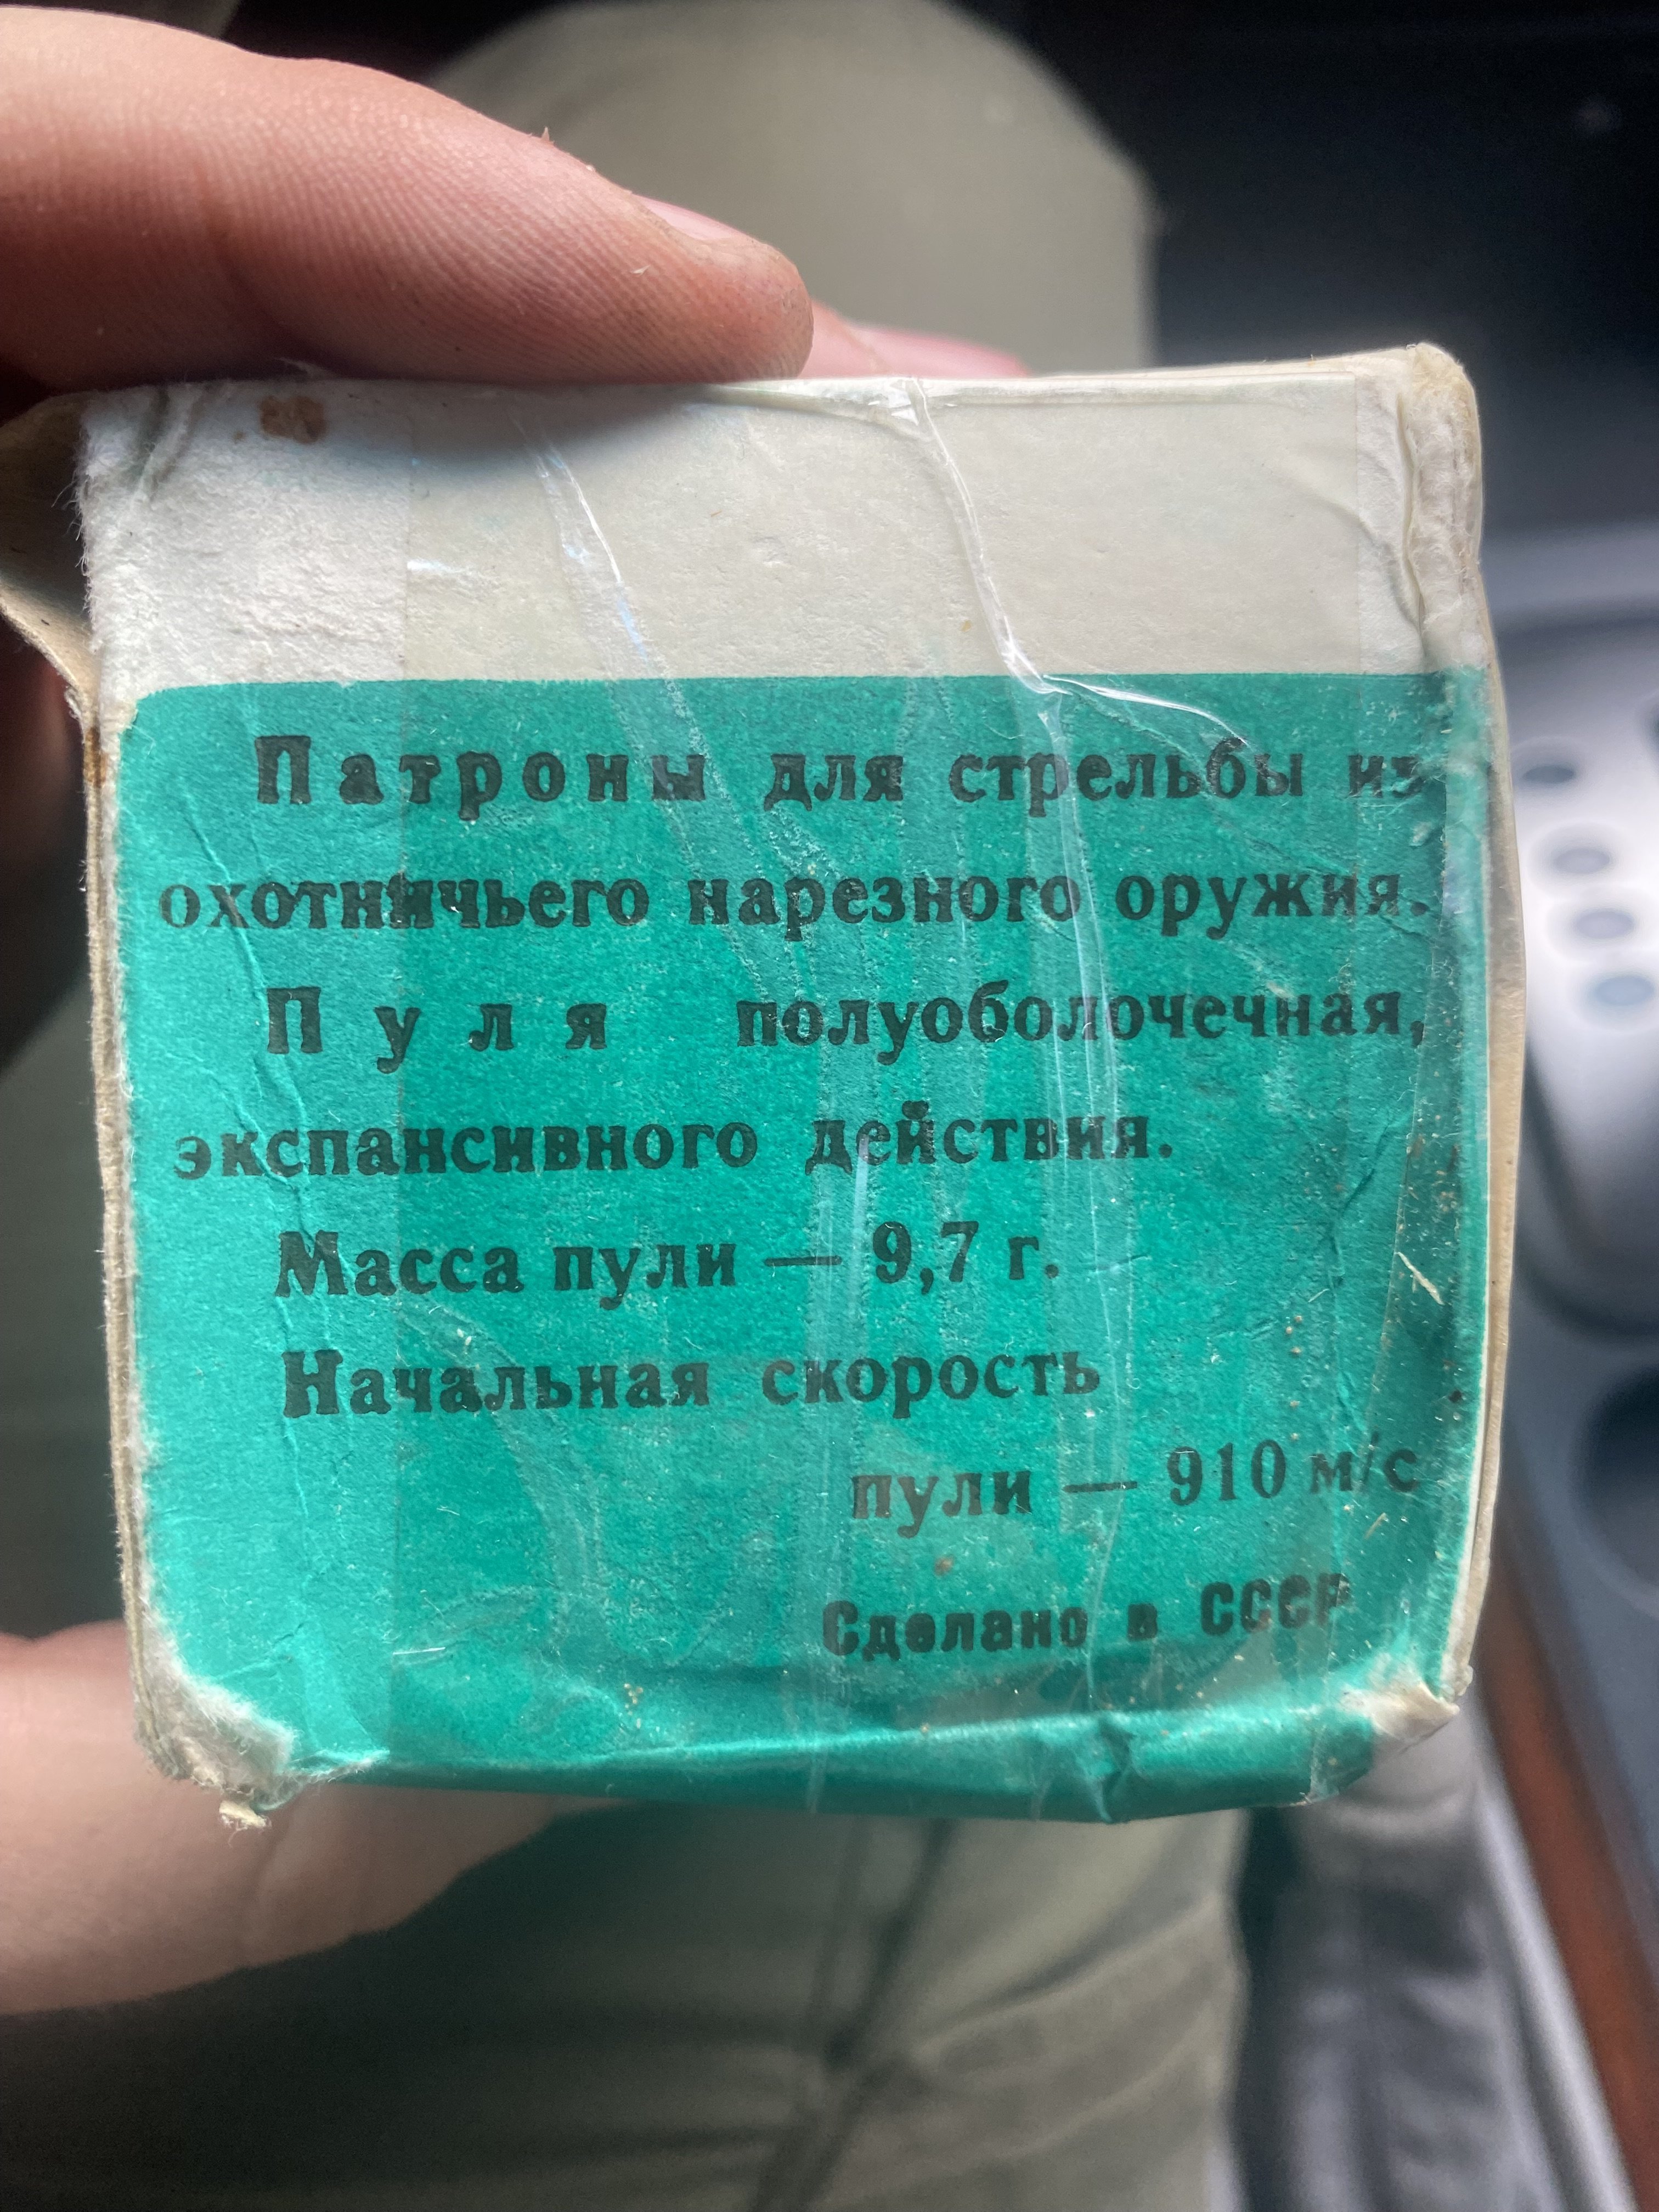 Патроны для стрельбы из
охотничьего нарезного оружия.
Пуля полуоболочечная,
экспансивного действия.
Масса пули — 9,7 г.
Начальная скорость
пули — 910 м/с
Сделано в СССР